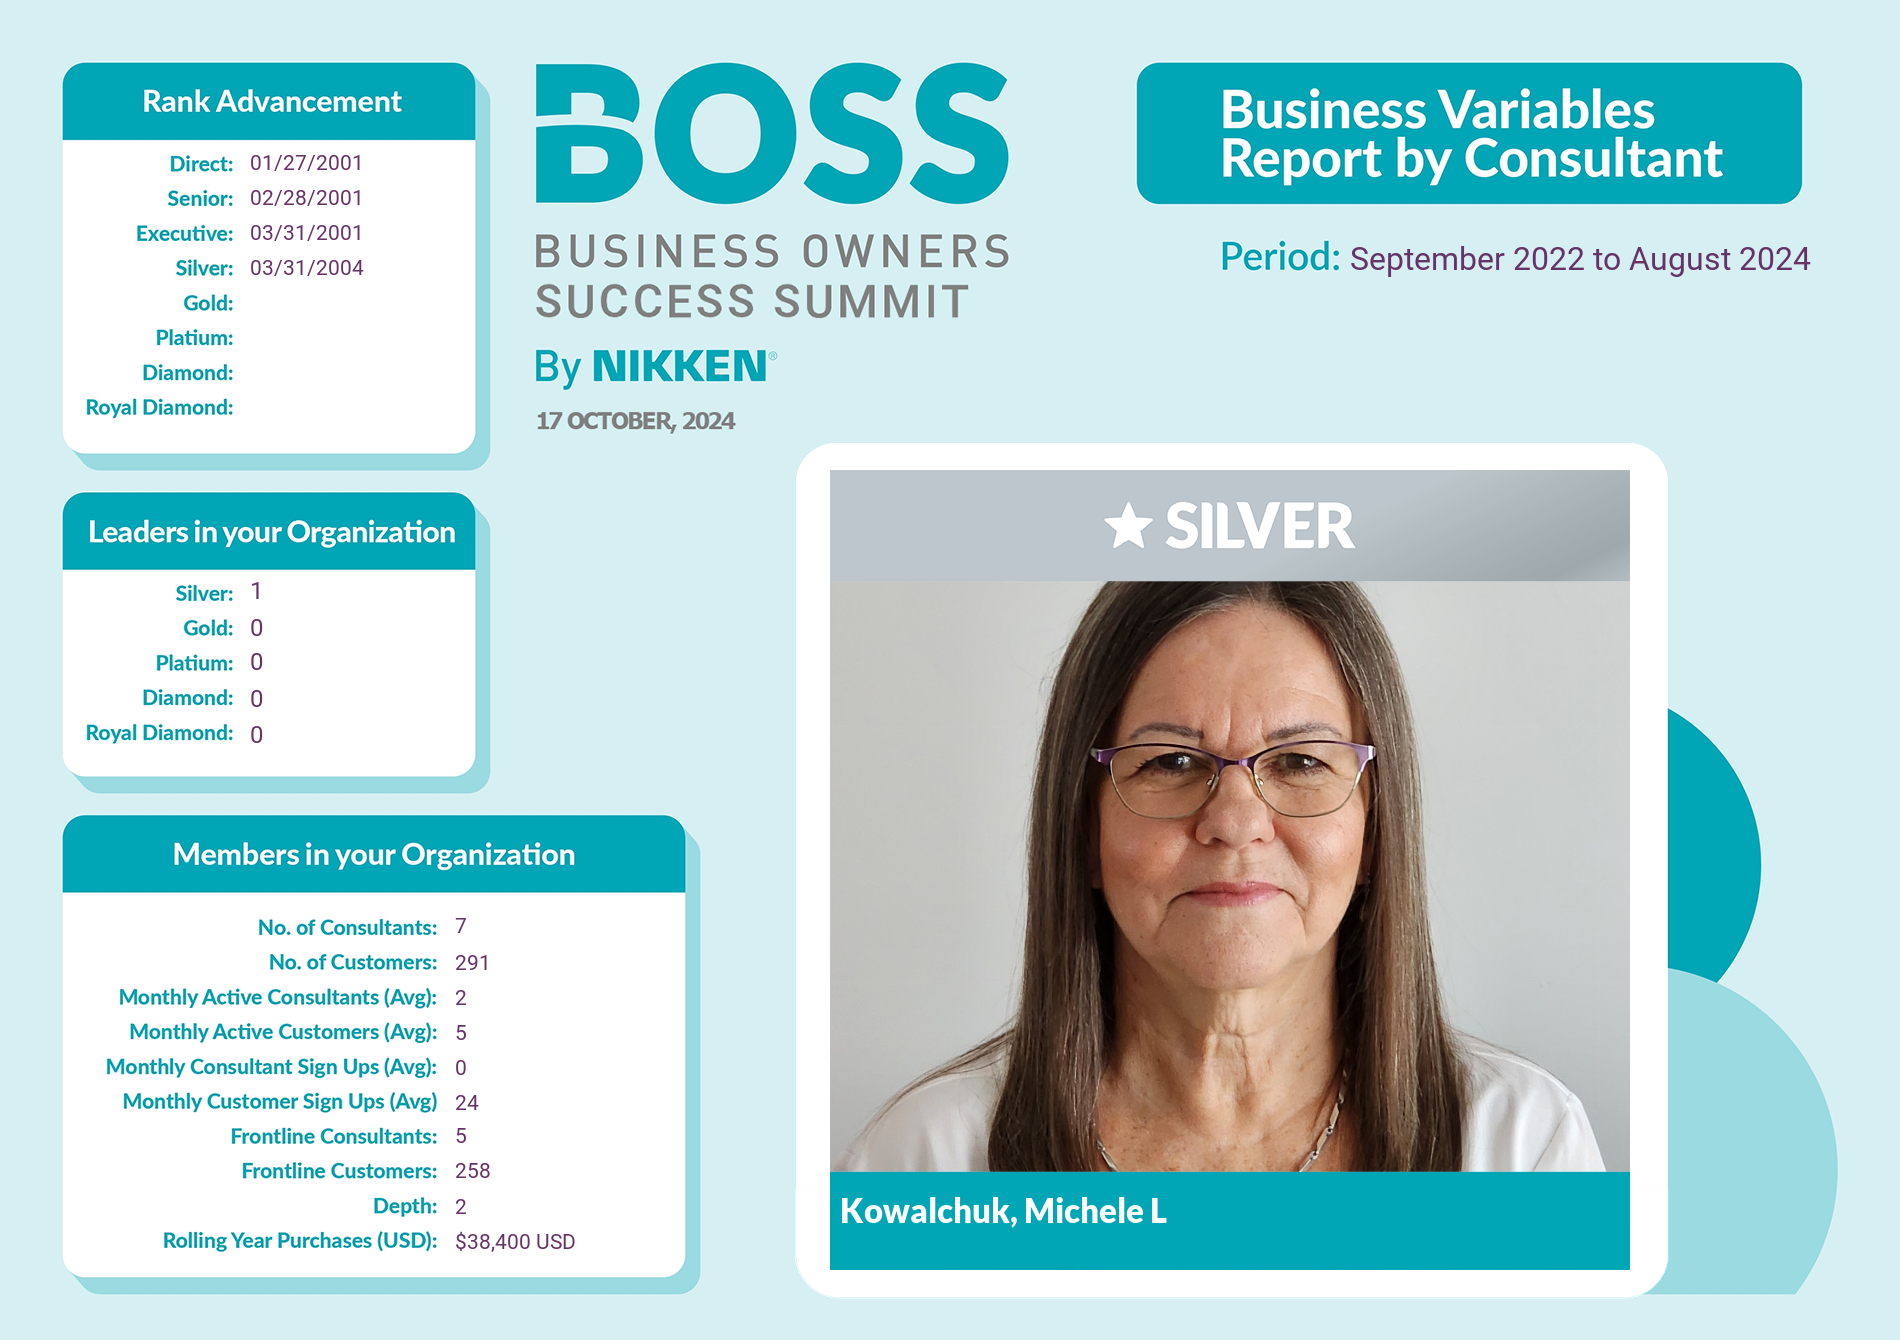 Rank Advancement
Direct: 01/27/2001
Senior: 02/28/2001
Executive: 03/31/2001
Silver: 03/31/2004
Gold:
Platium:
Diamond:
Royal Diamond:
Leaders in your Organization
Silver: 1
Gold: 0
Platium: 0
Diamond: 0
Royal Diamond: 0
Members in your Organization
No. of Consultants: 7
No. of Customers: 291
Monthly Active Consultants (Avg): 2
Monthly Active Customers (Avg): 5
Monthly Consultant Sign Ups (Avg): 0
Monthly Customer Sign Ups (Avg) 24
Frontline Consultants: 5
Frontline Customers: 258
Depth: 2
Rolling Year Purchases (USD): $38,400 USD
BOSS
BUSINESS OWNERS
SUCCESS SUMMIT
By NIKKEN®
17 OCTOBER, 2024
Business Variables
Report by Consultant
Period: September 2022 to August 2024
SILVER
Kowalchuk, Michele L